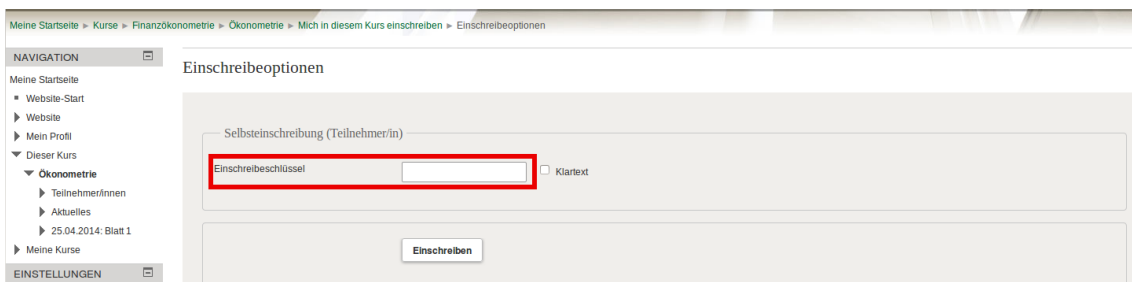 Meine Startseite ► Kurse ► Finanzökonometrie ► Ökonometrie ► Mich in diesem Kurs einschreiben ► Einschreibeoptionen
NAVIGATION
Meine Startseite
Website-Start
Website
Mein Profil
Dieser Kurs
Ökonometrie
Teilnehmer/innen
Aktuelles
25.04.2014: Blatt 1
Meine Kurse
EINSTELLUNGEN
Einschreibeoptionen
Selbsteinschreibung (Teilnehmer/in)
Einschreibeschlüssel
Klartext
Einschreiben